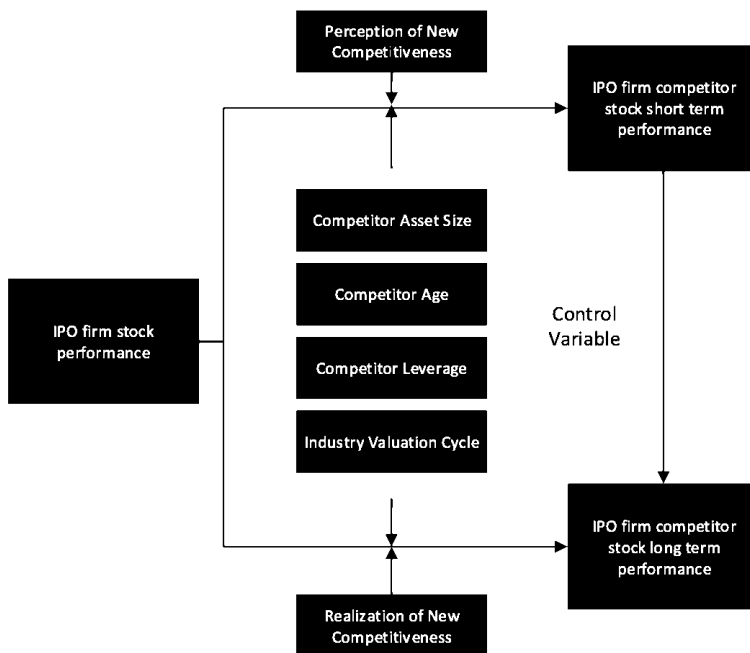 Perception of New
Competitiveness
IPO firm competitor
stock short term
performance
Competitor Asset Size
Competitor Age
IPO firm stock
performance
Control
Variable
Competitor Leverage
Industry Valuation Cycle
IPO firm competitor
stock long term
performance
Realization of New
Competitiveness